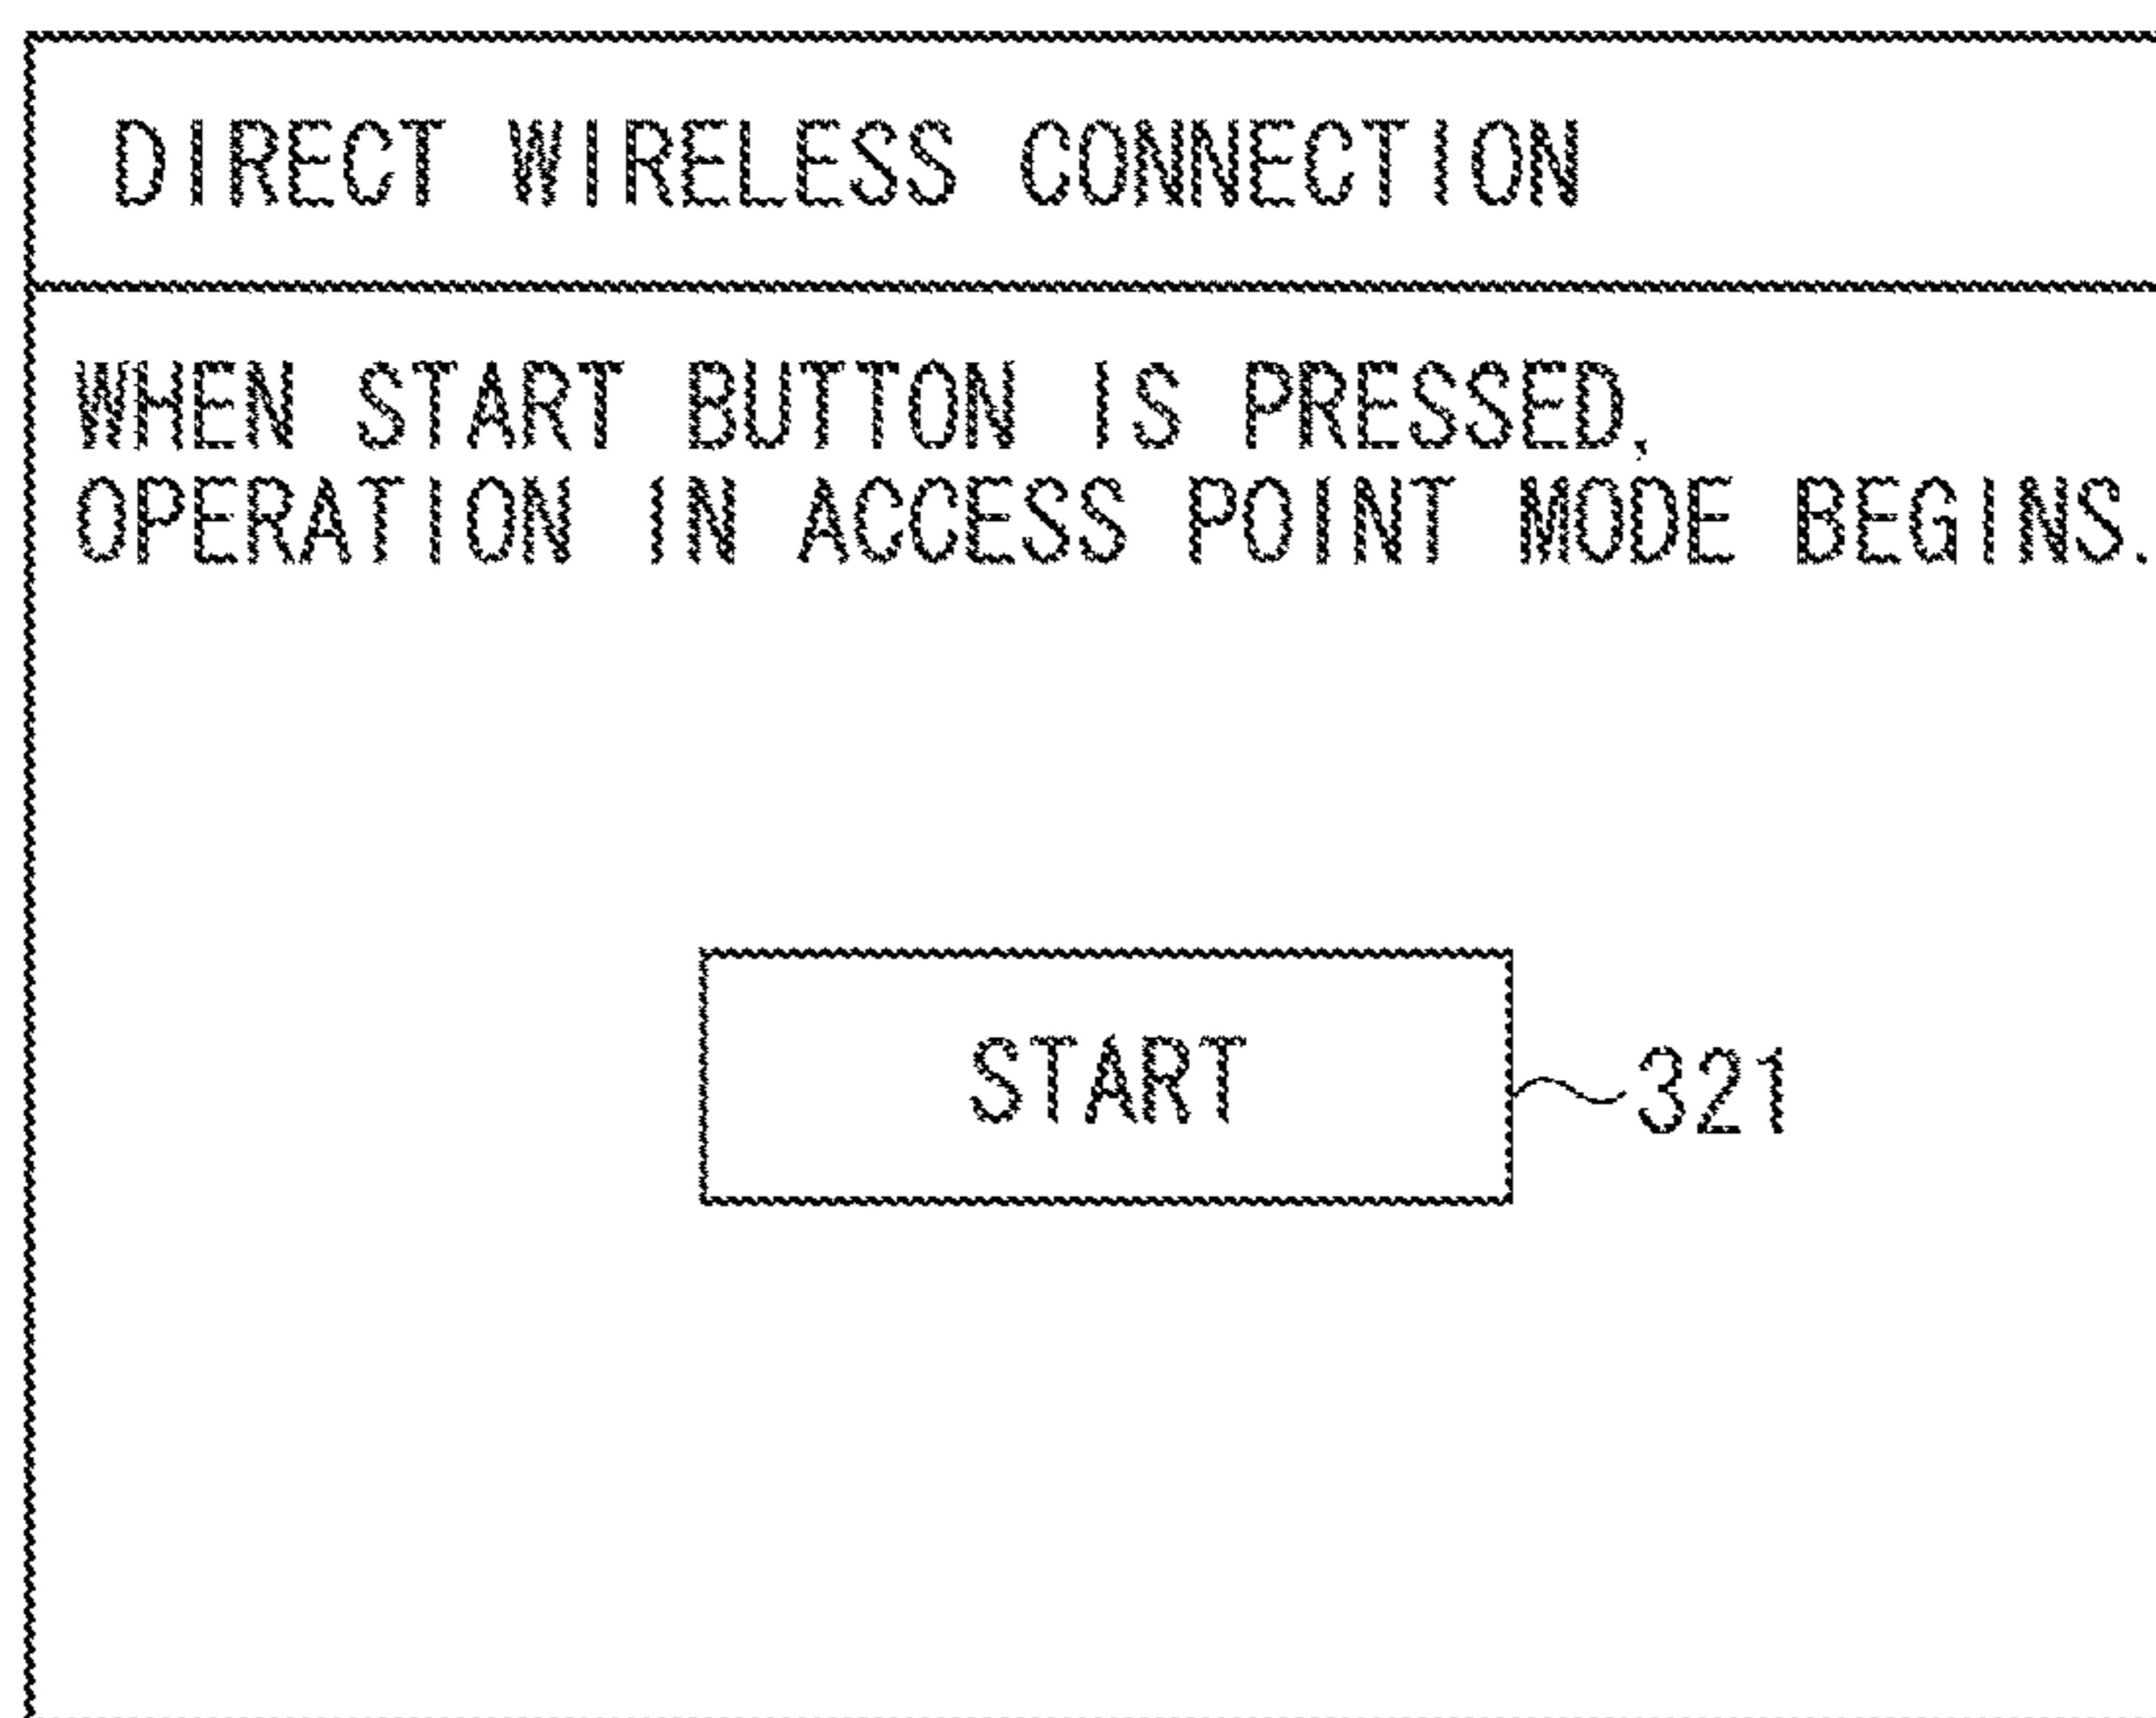 DIRECT WIRELESS CONNECTION
WHEN START BUTTON IS PRESSED,
OPERATION IN ACCESS POINT MODE BEGINS.
START
321